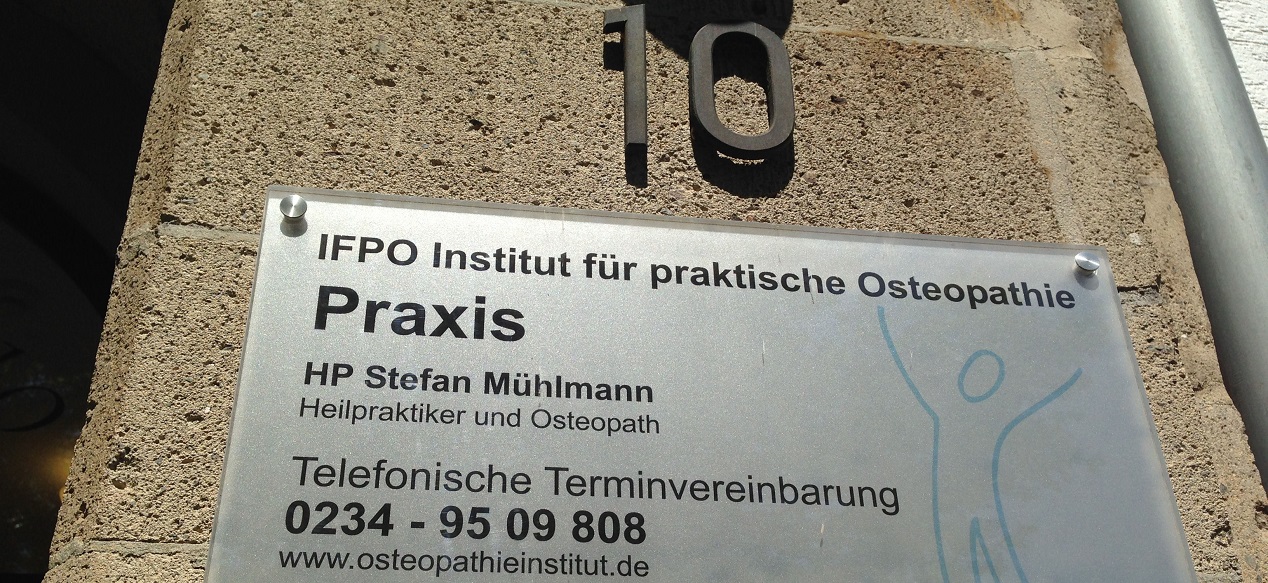 10
IFPO Institut für praktische Osteopathie
Praxis
HP Stefan Mühlmann
Heilpraktiker und Osteopath
Telefonische Terminvereinbarung
0234 - 95 09 808
www.osteopathieinstitut.de